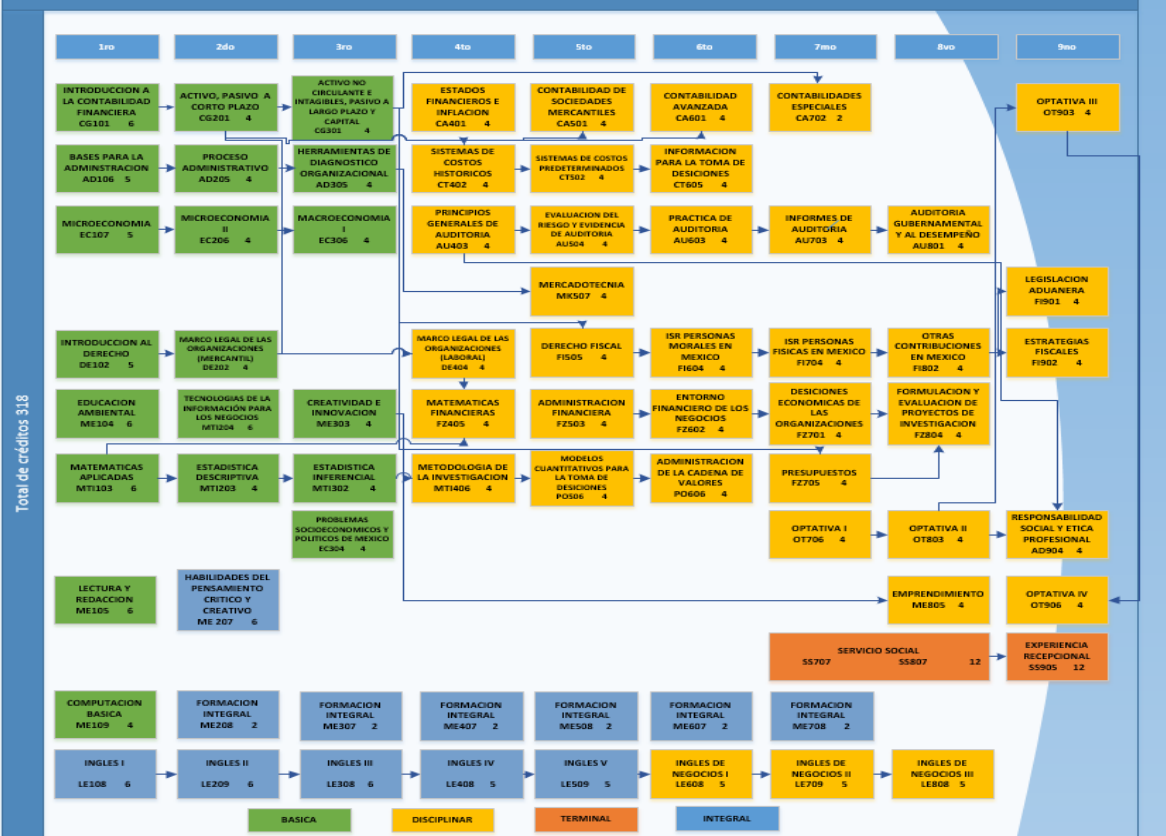 Total de créditos 318
1ro
2do
3ro
4to
5to
6to
7mo
8vo
9no
INTRODUCCION A
LA CONTABILIDAD
FINANCIERA
CG101 6
ACTIVO, PASIVO A
CORTO PLAZO
CG201 4
ACTIVO NO
CIRCULANTE E
INTAGIBLES, PASIVO A
LARGO PLAZO Y
CAPITAL
CG301 4
ESTADOS
FINANCIEROS E
INFLACION
CA401 4
CONTABILIDAD DE
SOCIEDADES
MERCANTILES
CA501 4
CONTABILIDAD
AVANZADA
CA601 4
CONTABILIDADES
ESPECIALES
CA702 2
OPTATIVA III
OT903 4
BASES PARA LA
ADMINSTRACION
AD106 5
PROCESO
ADMINISTRATIVO
AD205 4
HERRAMIENTAS DE
DIAGNOSTICO
ORGANIZACIONAL
AD305 4
SISTEMAS DE
COSTOS
HISTORICOS
CT402 4
SISTEMAS DE COSTOS
PREDETERMINADOS
CT502 4
INFORMACION
PARA LA TOMA DE
DESICIONES
CT605 4
MICROECONOMIA
EC107 5
MICROECONOMIA
II
EC206 4
MACROECONOMIA
I
EC306 4
PRINCIPIOS
GENERALES DE
AUDITORIA
AU403 4
EVALUACION DEL
RIESGO Y EVIDENCIA
DE AUDITORIA
AU504 4
PRACTICA DE
AUDITORIA
AU603 4
INFORMES DE
AUDITORIA
AU703 4
AUDITORIA
GUBERNAMENTAL
Y AL DESEMPEÑO
AU801 4
MERCADOTECNIA
MK507 4
LEGISLACION
ADUANERA
FI901 4
INTRODUCCION AL
DERECHO
DE102 5
MARCO LEGAL DE LAS
ORGANIZACIONES
(MERCANTIL)
DE202 4
MARCO LEGAL DE LAS
ORGANIZACIONES
(LABORAL)
DE404 4
DERECHO FISCAL
FI505 4
ISR PERSONAS
MORALES EN
MEXICO
FI604 4
ISR PERSONAS
FISICAS EN MEXICO
FI704 4
OTRAS
CONTRIBUCIONES
EN MEXICO
FI802 4
ESTRATEGIAS
FISCALES
FI902 4
EDUCACION
AMBIENTAL
ME104 6
TECNOLOGIAS DE LA
INFORMACIÓN PARA
LOS NEGOCIOS
MTI204 6
CREATIVIDAD E
INNOVACION
ME303 4
MATEMATICAS
FINANCIERAS
FZ405 4
ADMINISTRACION
FINANCIERA
FZ503 4
ENTORNO
FINANCIERO DE LOS
NEGOCIOS
FZ602 4
DESICIONES
ECONOMICAS DE
LAS
ORGANIZACIONES
FZ701 4
FORMULACION Y
EVALUACION DE
PROYECTOS DE
INVESTIGACION
FZ804 4
MATEMATICAS
APLICADAS
MTI103 6
ESTADISTICA
DESCRIPTIVA
MTI203 4
ESTADISTICA
INFERENCIAL
MTI302 4
METODOLOGIA DE
LA INVESTIGACION
MTI406 4
MODELOS
CUANTITATIVOS PARA
LA TOMA DE
DESICIONES
PO506 4
ADMINISTRACION
DE LA CADENA DE
VALORES
PO606 4
PRESUPUESTOS
FZ705 4
PROBLEMAS
SOCIOECONOMICOS Y
POLITICOS DE MEXICO
EC304 4
OPTATIVA I
OT706 4
OPTATIVA II
OT803 4
RESPONSABILIDAD
SOCIAL Y ETICA
PROFESIONAL
AD904 4
LECTURA Y
REDACCION
ME105 6
HABILIDADES DEL
PENSAMIENTO
CRITICO Y
CREATIVO
ME 207 6
EMPRENDIMIENTO
ME805 4
OPTATIVA IV
OT906 4
SERVICIO SOCIAL
SS707 SS807 12
EXPERIENCIA
RECEPCIONAL
SS905 12
COMPUTACION
BASICA
ME109 4
FORMACION
INTEGRAL
ME208 2
FORMACION
INTEGRAL
ME307 2
FORMACION
INTEGRAL
ME407 2
FORMACION
INTEGRAL
ME508 2
FORMACION
INTEGRAL
ME607 2
FORMACION
INTEGRAL
ME708 2
INGLES I
LE108 6
INGLES II
LE209 6
INGLES III
LE308 6
INGLES IV
LE408 5
INGLES V
LE509 5
INGLES DE
NEGOCIOS I
LE608 5
INGLES DE
NEGOCIOS II
LE709 5
INGLES DE
NEGOCIOS III
LE808 5
BASICA
DISCIPLINAR
TERMINAL
INTEGRAL